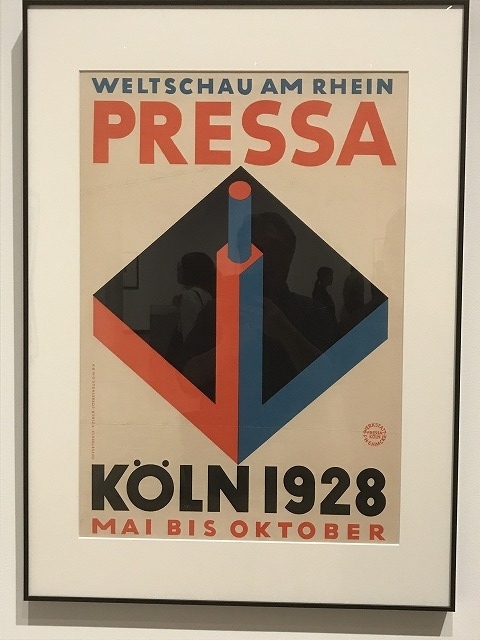 WELTSCHAU AM RHEIN
PRESSA
KÖLN 1928
MAI BIS OKTOBER